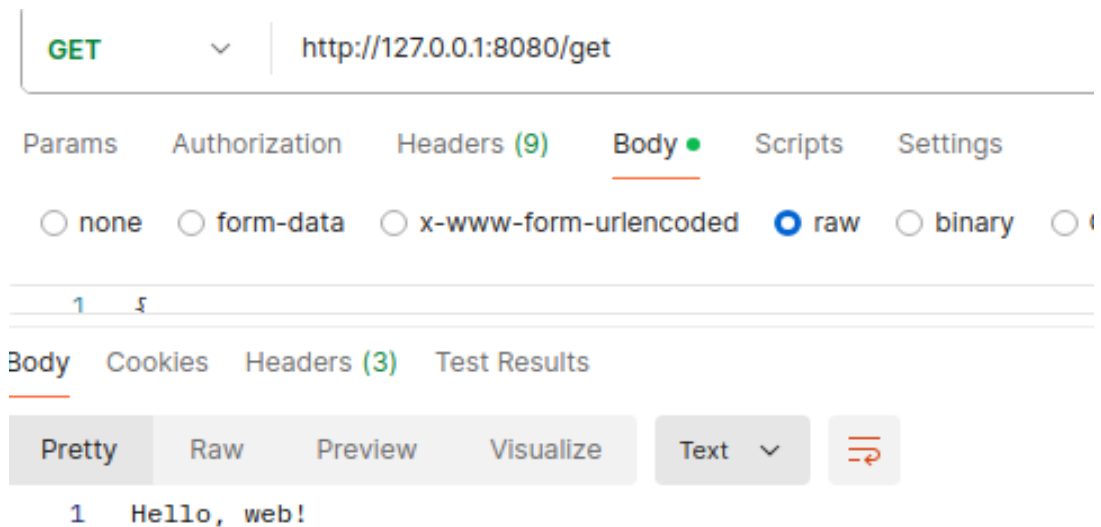 GET http://127.0.0.1:8080/get
Params Authorization Headers (9) Body Scripts Settings
none form-data x-www-form-urlencoded raw binary
1 {
Body Cookies Headers (3) Test Results
Pretty Raw Preview Visualize Text
1 Hello, web!